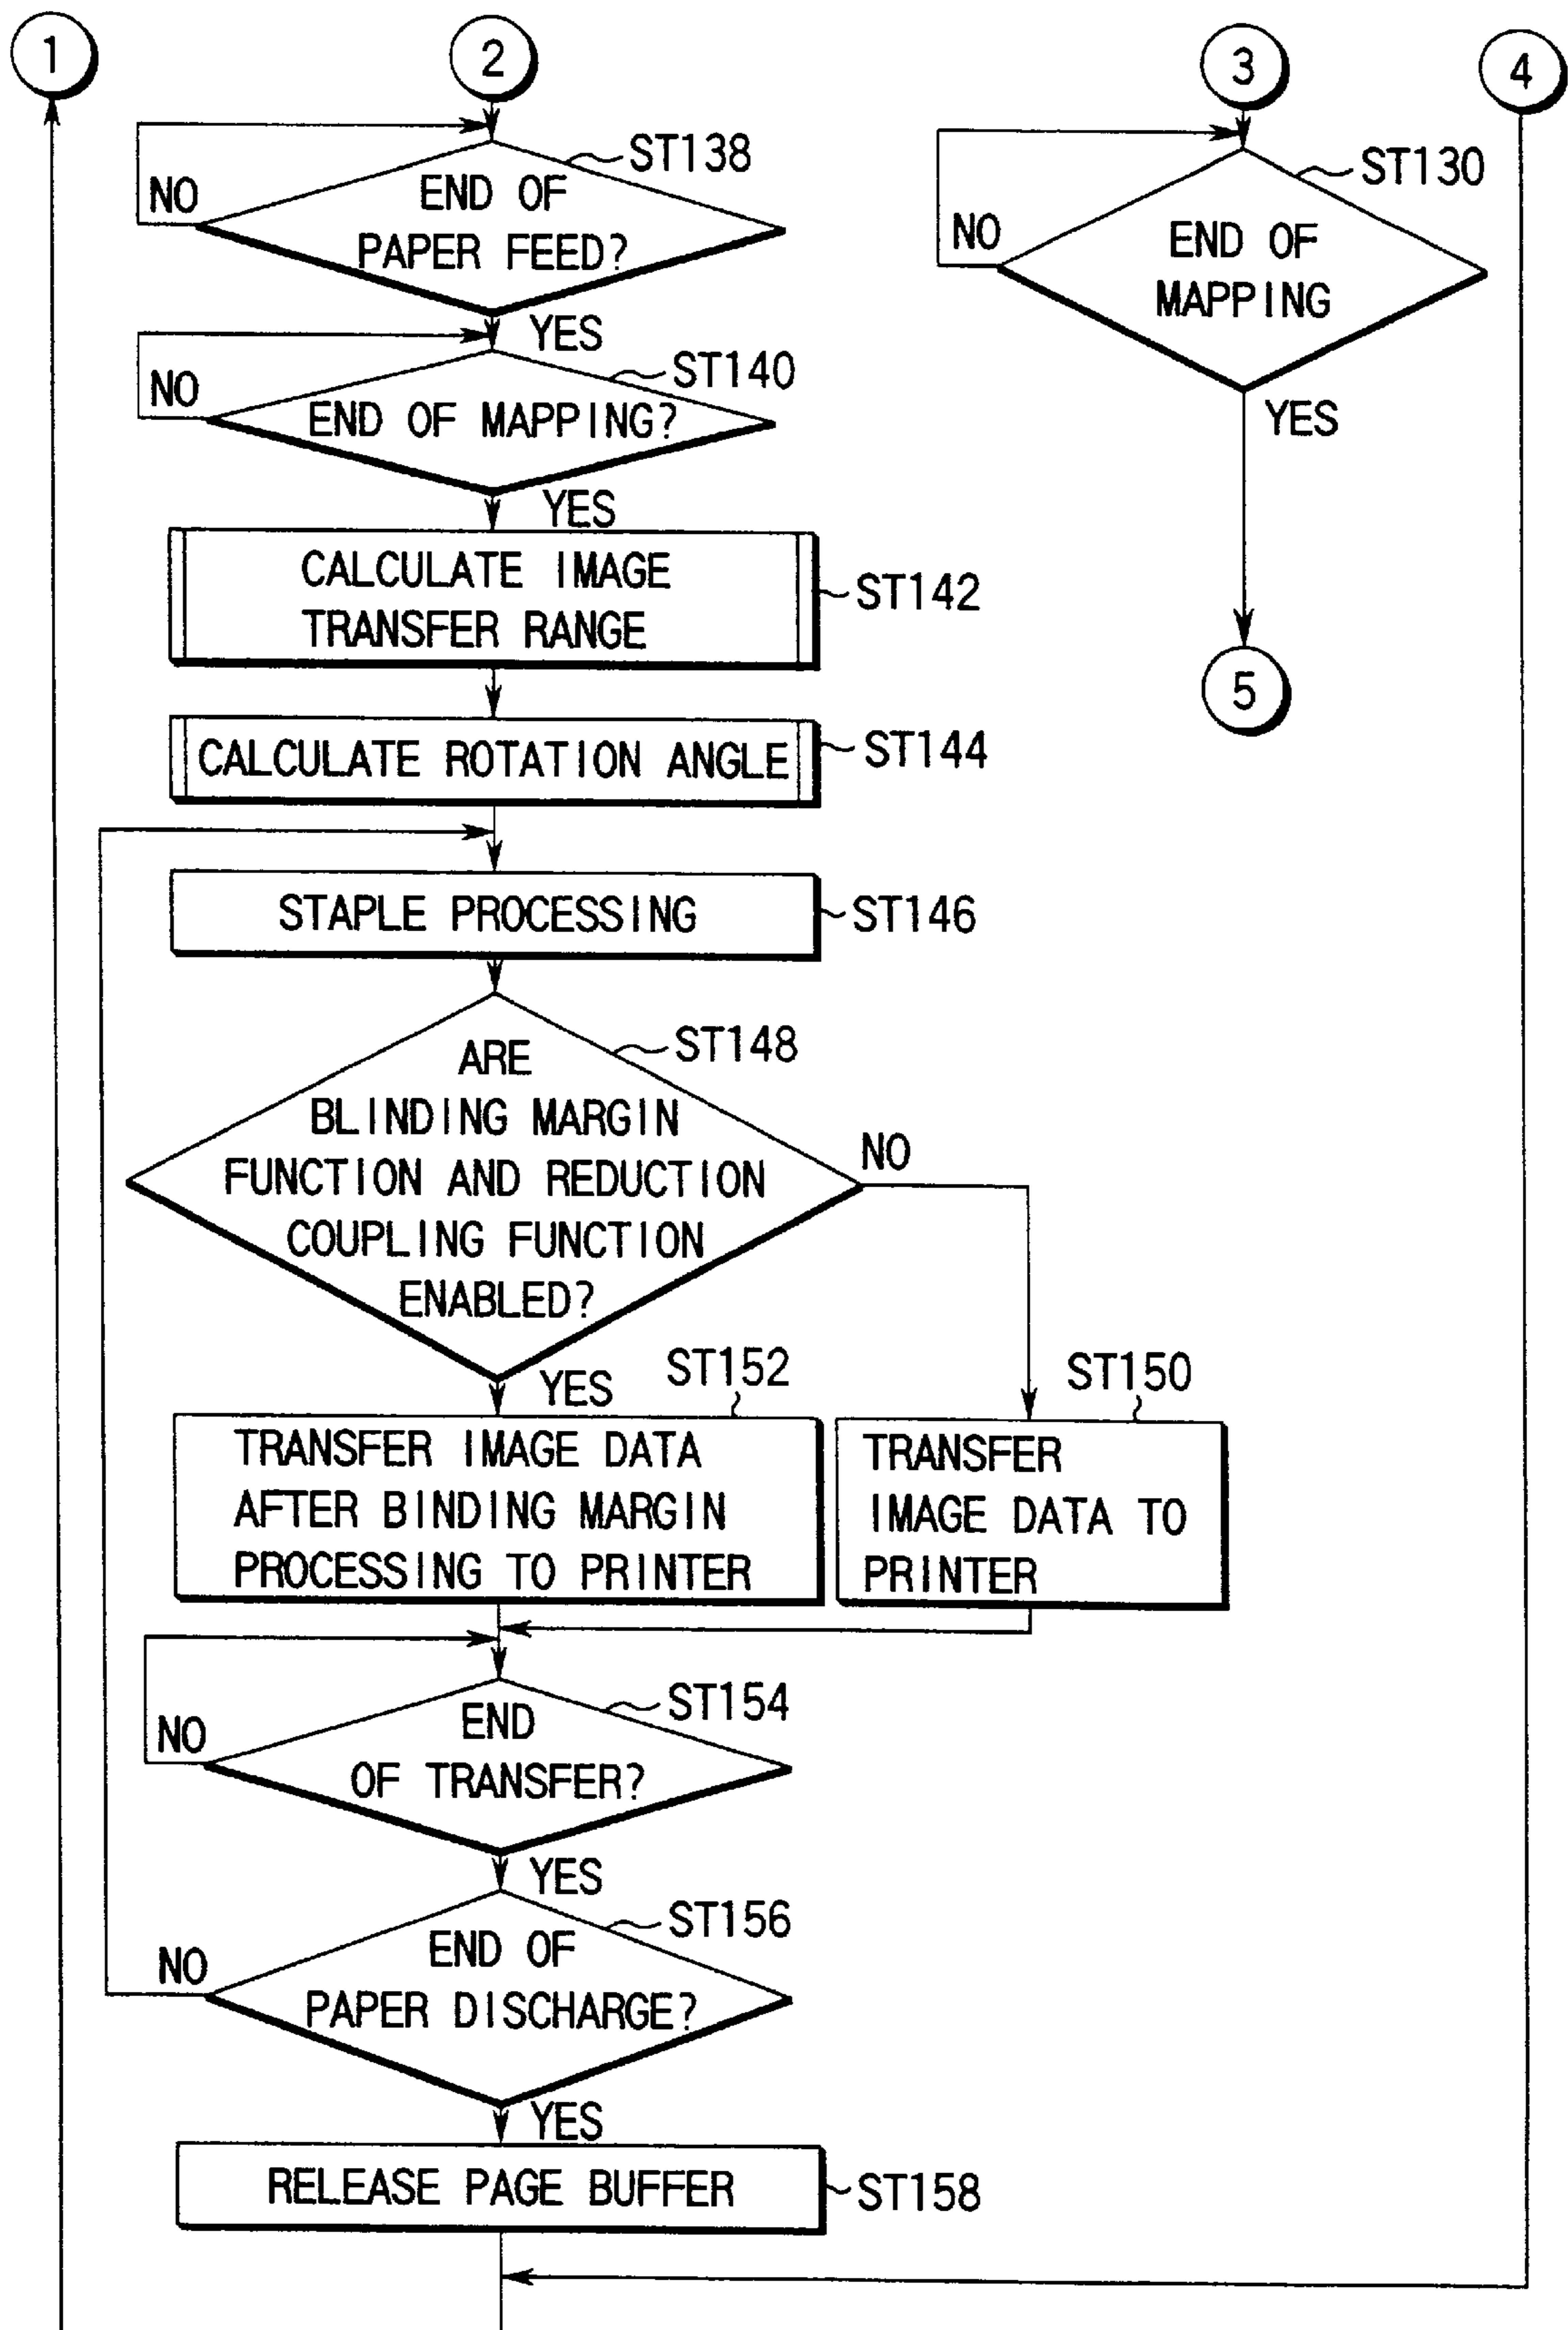 1
2
3
4
ST138
NO
END OF
PAPER FEED?
YES
ST130
NO
END OF
MAPPING
YES
5
ST140
NO
END OF MAPPING?
YES
CALCULATE IMAGE
TRANSFER RANGE
ST142
CALCULATE ROTATION ANGLE
ST144
STAPLE PROCESSING
ST146
ST148
ARE
BLINDING MARGIN
FUNCTION AND REDUCTION
COUPLING FUNCTION
ENABLED?
NO
YES
ST152
TRANSFER IMAGE DATA
AFTER BINDING MARGIN
PROCESSING TO PRINTER
ST150
TRANSFER
IMAGE DATA TO
PRINTER
ST154
NO
END
OF TRANSFER?
YES
ST156
NO
END OF
PAPER DISCHARGE?
YES
RELEASE PAGE BUFFER
ST158